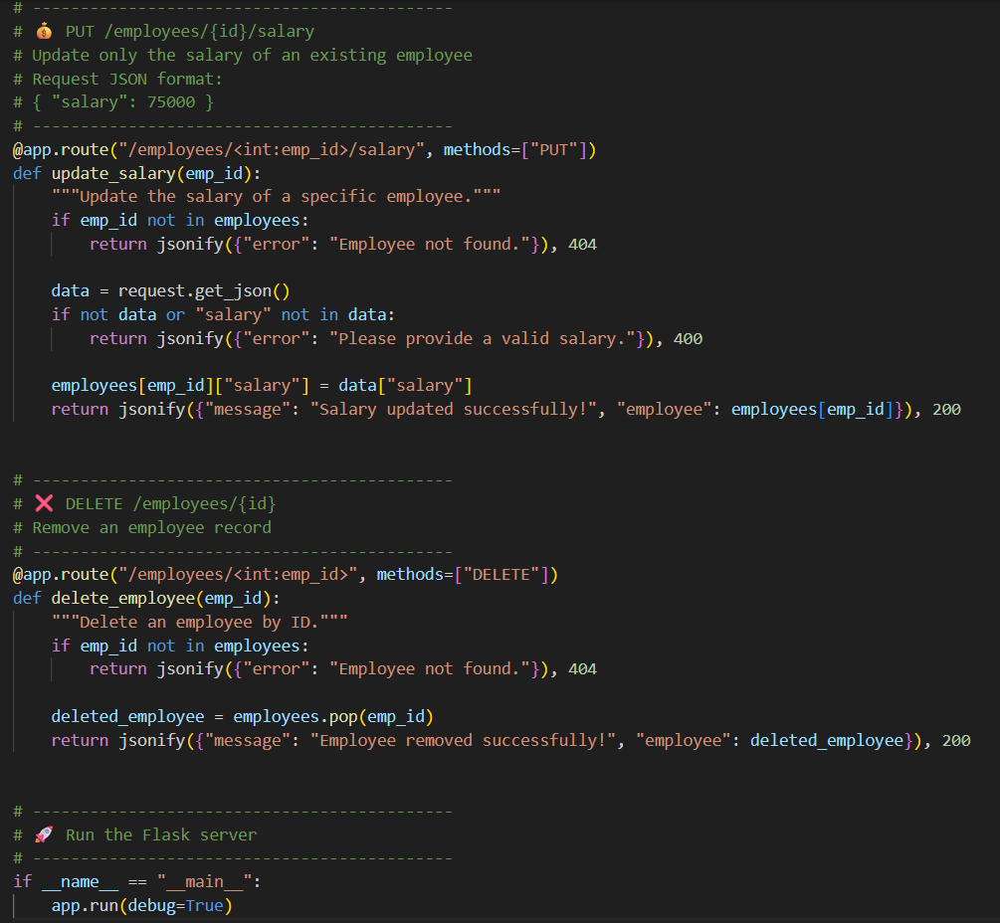 # --------------------------------------------
# 💰 PUT /employees/{id}/salary
# Update only the salary of an existing employee
# Request JSON format:
# { "salary": 75000 }
# --------------------------------------------
@app.route("/employees/<int:emp_id>/salary", methods=["PUT"])
def update_salary(emp_id):
    """Update the salary of a specific employee."""
    if emp_id not in employees:
        return jsonify({"error": "Employee not found."}), 404

    data = request.get_json()
    if not data or "salary" not in data:
        return jsonify({"error": "Please provide a valid salary."}), 400

    employees[emp_id]["salary"] = data["salary"]
    return jsonify({"message": "Salary updated successfully!", "employee": employees[emp_id]}), 200


# --------------------------------------------
# ❌ DELETE /employees/{id}
# Remove an employee record
# --------------------------------------------
@app.route("/employees/<int:emp_id>", methods=["DELETE"])
def delete_employee(emp_id):
    """Delete an employee by ID."""
    if emp_id not in employees:
        return jsonify({"error": "Employee not found."}), 404

    deleted_employee = employees.pop(emp_id)
    return jsonify({"message": "Employee removed successfully!", "employee": deleted_employee}), 200


# --------------------------------------------
# 🚀 Run the Flask server
# --------------------------------------------
if __name__ == "__main__":
    app.run(debug=True)